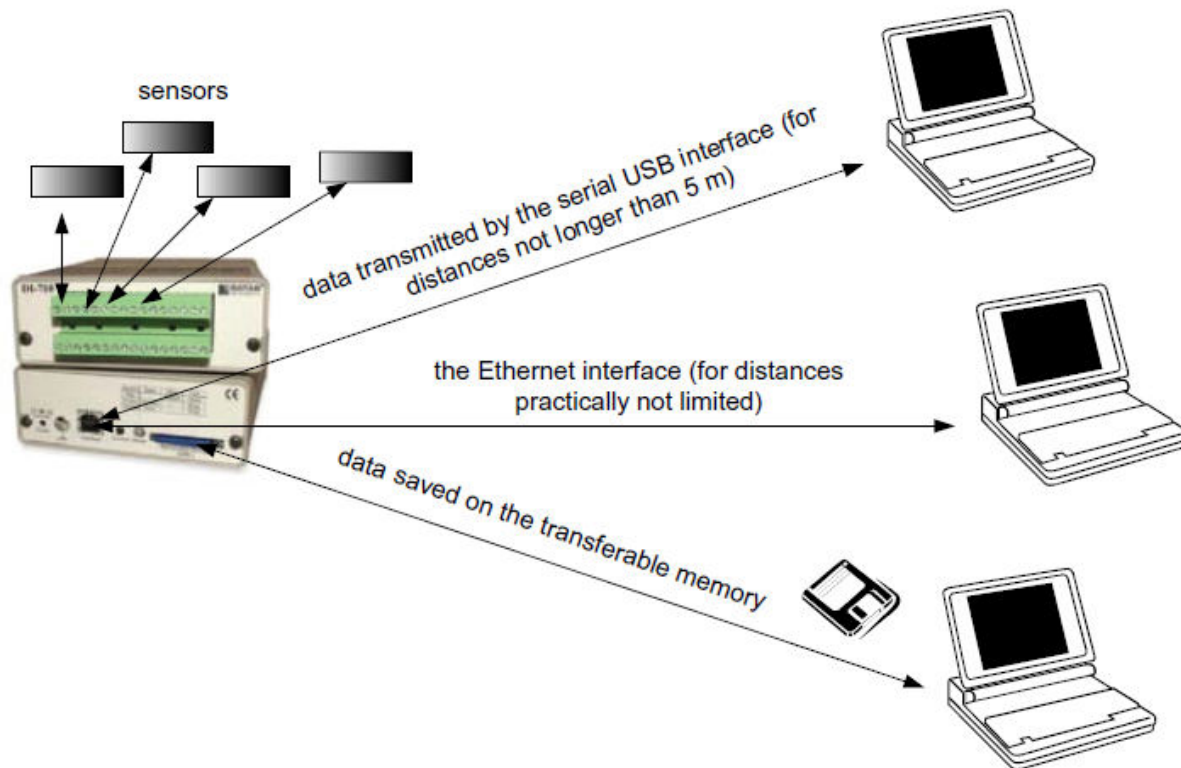 sensors
data transmitted by the serial USB interface (for
distances not longer than 5 m)
the Ethernet interface (for distances
practically not limited)
data saved on the transferable memory
CE